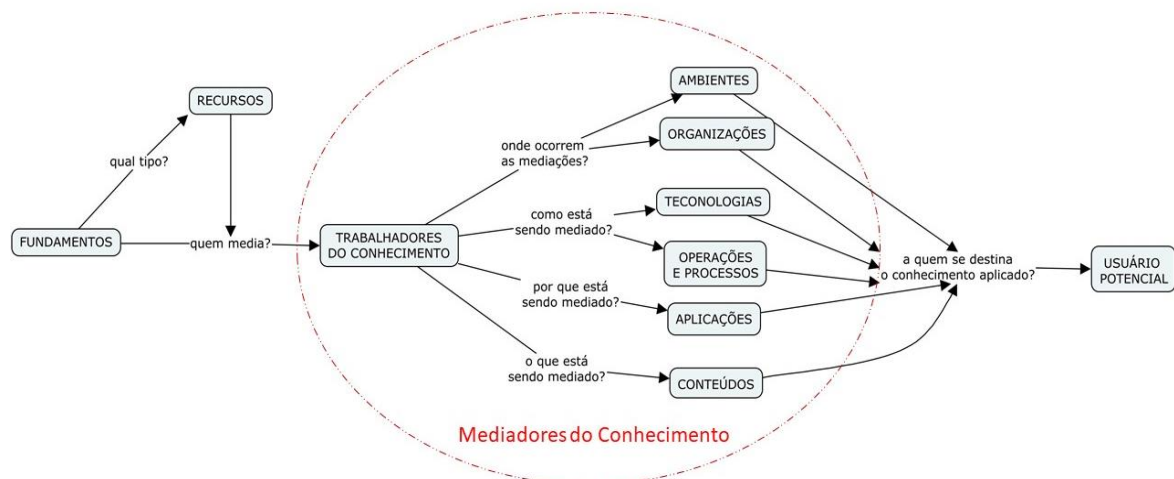 RECURSOS
qual tipo?
FUNDAMENTOS
quem media?
TRABALHADORES
DO CONHECIMENTO
onde ocorrem
as mediações?
AMBIENTES
ORGANIZAÇÕES
como está
sendo mediado?
TECONOLOGIAS
OPERAÇÕES
E PROCESSOS
por que está
sendo mediado?
APLICAÇÕES
o que está
sendo mediado?
CONTEÚDOS
a quem se destina
o conhecimento aplicado?
USUÁRIO
POTENCIAL
Mediadores do Conhecimento